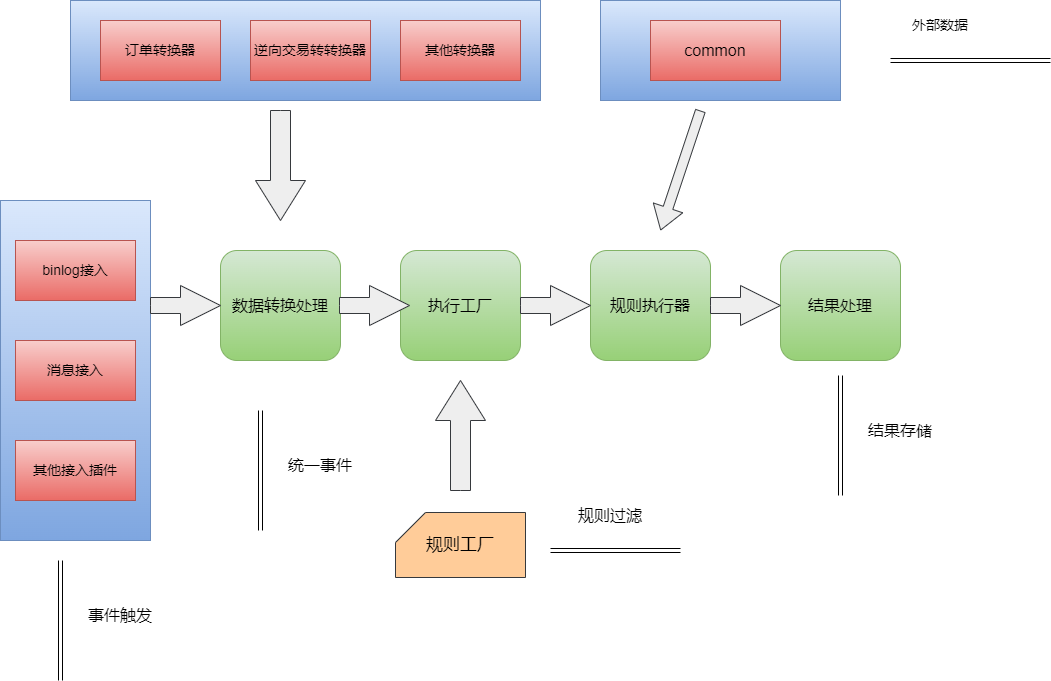 订单转换器
逆向交易转转换器
其他转换器
common
外部数据
binlog接入
消息接入
其他接入插件
数据转换处理
执行工厂
规则执行器
结果处理
统一事件
结果存储
规则工厂
规则过滤
事件触发